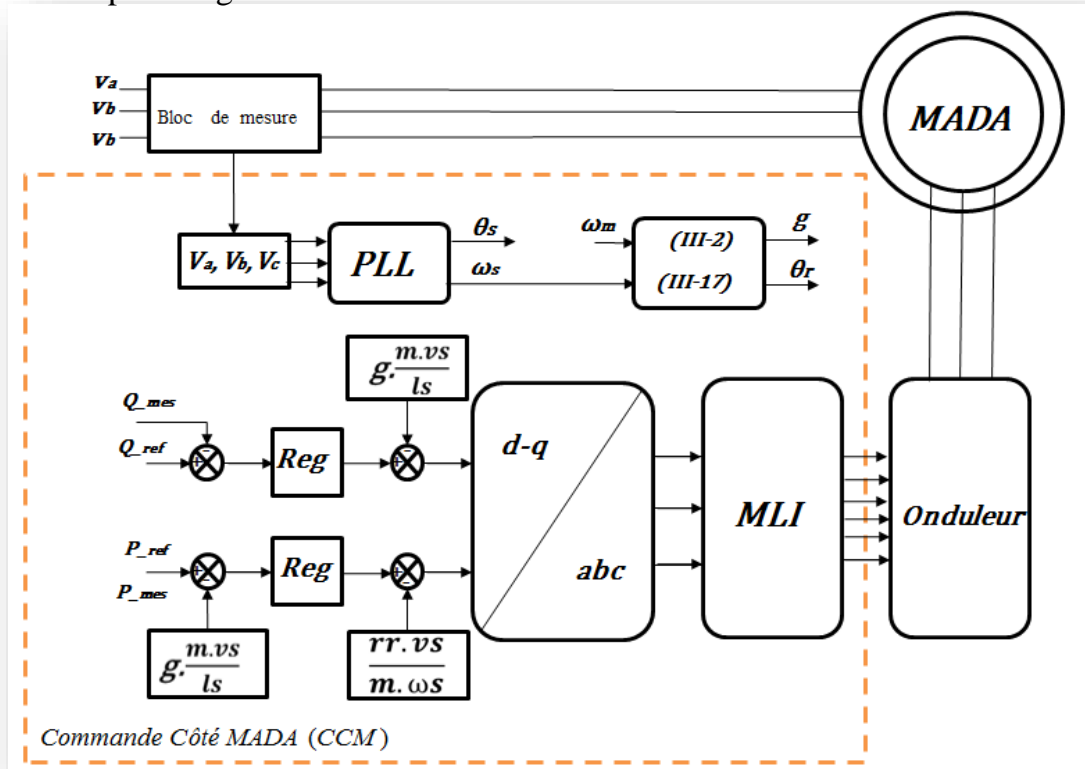 Va
Vb
Vb
Bloc de mesure
MADA
Va, Vb, Vc
PLL
θs
ωs
ωm
(III-2)
(III-17)
g
θr
g. m.vs
ls
Q_mes
Q_ref
Reg
d-q
abc
MLI
Onduleur
P_ref
P_mes
Reg
g. m.vs
ls
rr.vs
m.ωs
Commande Côté MADA (CCM)